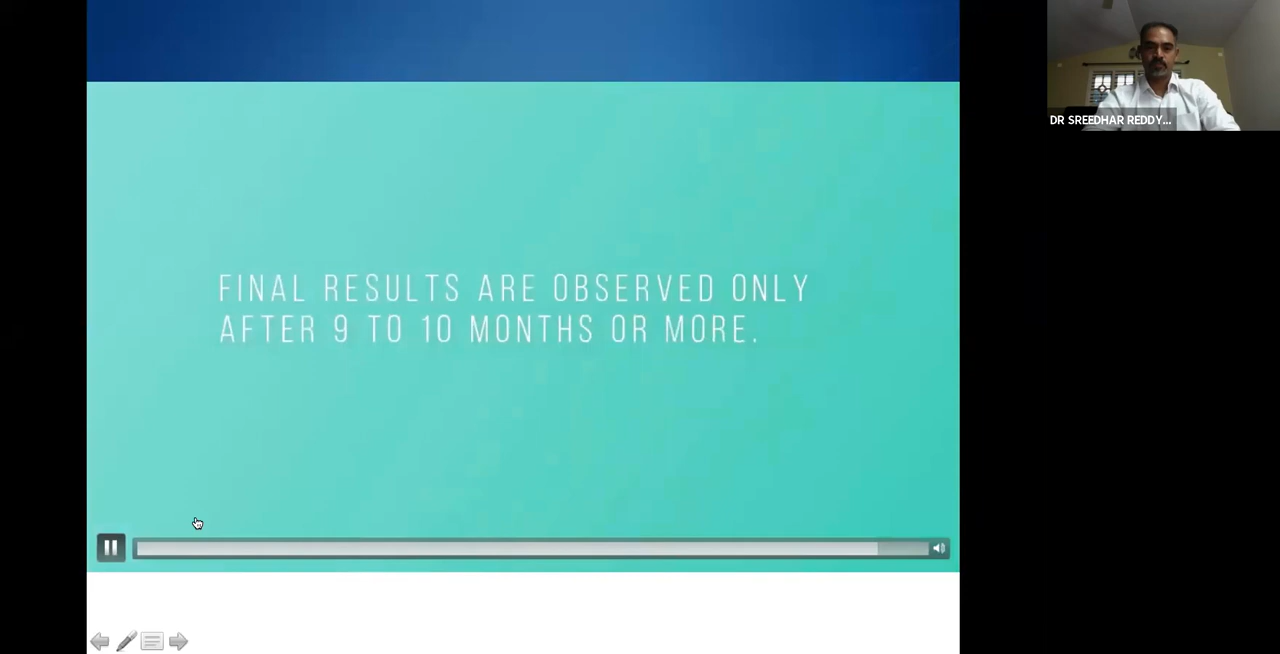 FINAL RESULTS ARE OBSERVED ONLY
AFTER 9 TO 10 MONTHS OR MORE.
DR SREEDHAR REDDY...